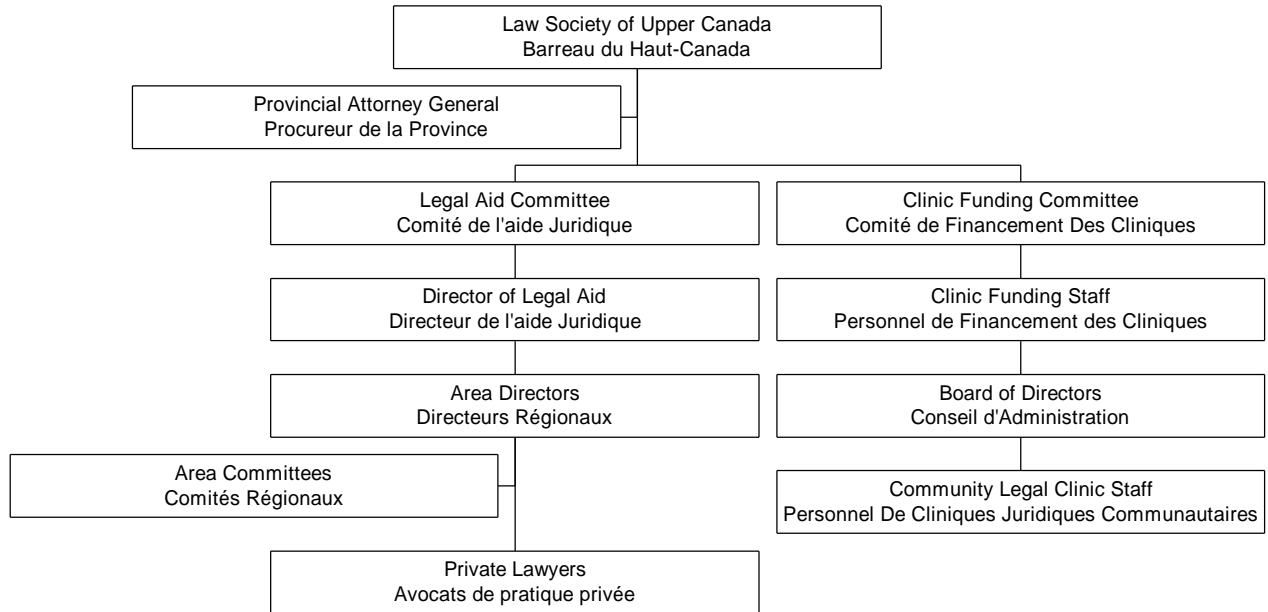 Law Society of Upper Canada
Barreau du Haut-Canada
Provincial Attorney General
Procureur de la Province
Legal Aid Committee
Comité de l'aide Juridique
Clinic Funding Committee
Comité de Financement Des Cliniques
Director of Legal Aid
Directeur de l'aide Juridique
Clinic Funding Staff
Personnel de Financement des Cliniques
Area Directors
Directeurs Régionaux
Board of Directors
Conseil d'Administration
Area Committees
Comités Régionaux
Community Legal Clinic Staff
Personnel De Cliniques Juridiques Communautaires
Private Lawyers
Avocats de pratique privée